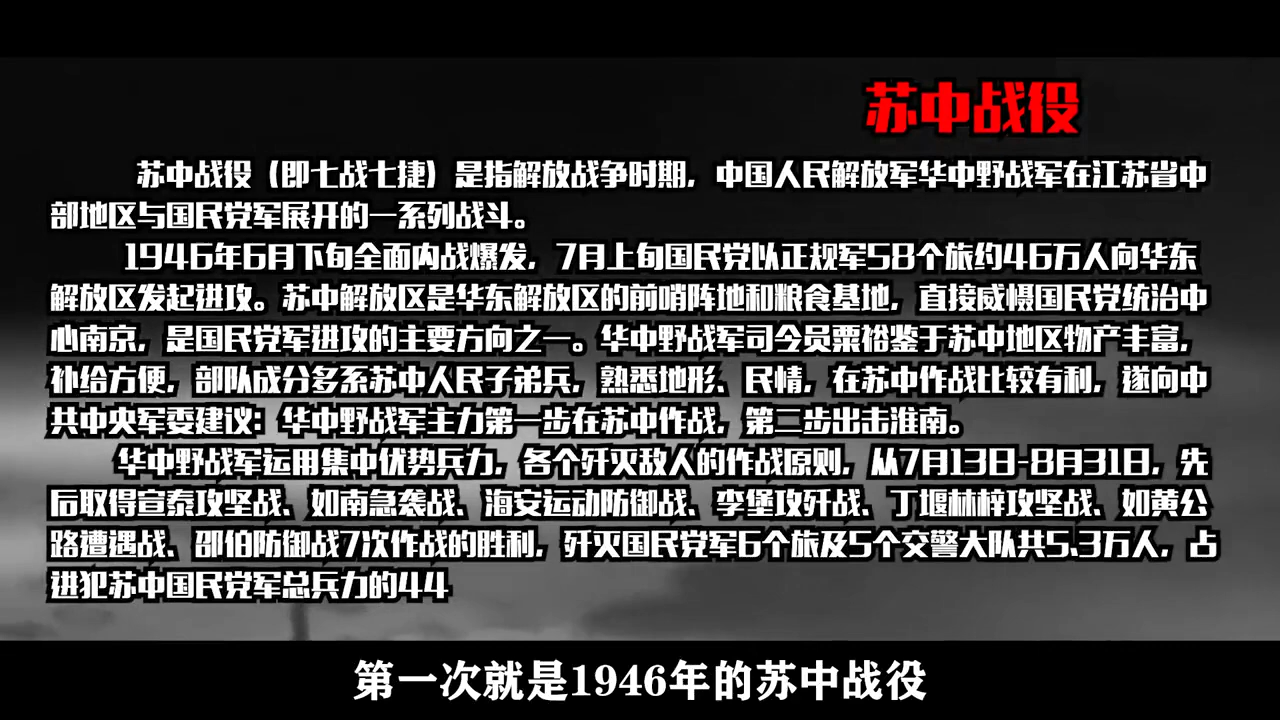 苏中战役
苏中战役（即七战七捷）是指解放战争时期，中国人民解放军华中野战军在江苏省中
部地区与国民党军展开的一系列战斗。
1946年6月下旬全面内战爆发，7月上旬国民党以正规军58个旅约46万人向华东
解放区发起进攻。苏中解放区是华东解放区的前哨阵地和粮食基地，直接威慑国民党统治中
心南京，是国民党军进攻的主要方向之一。华中野战军司令员粟裕鉴于苏中地区物产丰富，
补给方便，部队成分多系苏中人民子弟兵，熟悉地形、民情，在苏中作战比较有利，遂向中
共中央军委建议：华中野战军主力第一步在苏中作战，第二步出击淮南。
华中野战军运用集中优势兵力，各个歼灭敌人的作战原则，从7月13日-8月31日，先
后取得宣泰攻坚战、如南急袭战、海安运动防御战、李堡攻歼战、丁堰林梓攻坚战、如黄公
路遭遇战、邵伯防御战7次作战的胜利，歼灭国民党军6个旅及5个交警大队共5.3万人，占
进犯苏中国民党军总兵力的44
第一次就是1946年的苏中战役